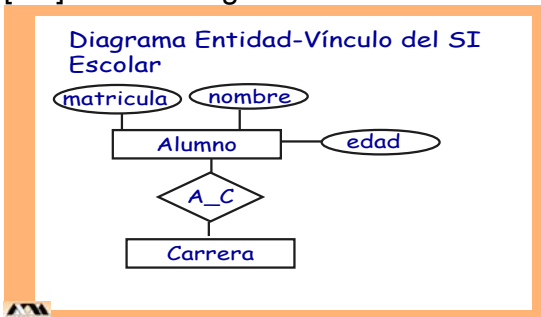 Diagrama Entidad-Vínculo del SI
Escolar
matricula nombre
Alumno edad
A_C
Carrera